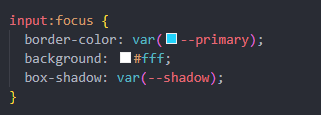 input:focus {
  border-color: var(--primary);
  background: #fff;
  box-shadow: var(--shadow);
}